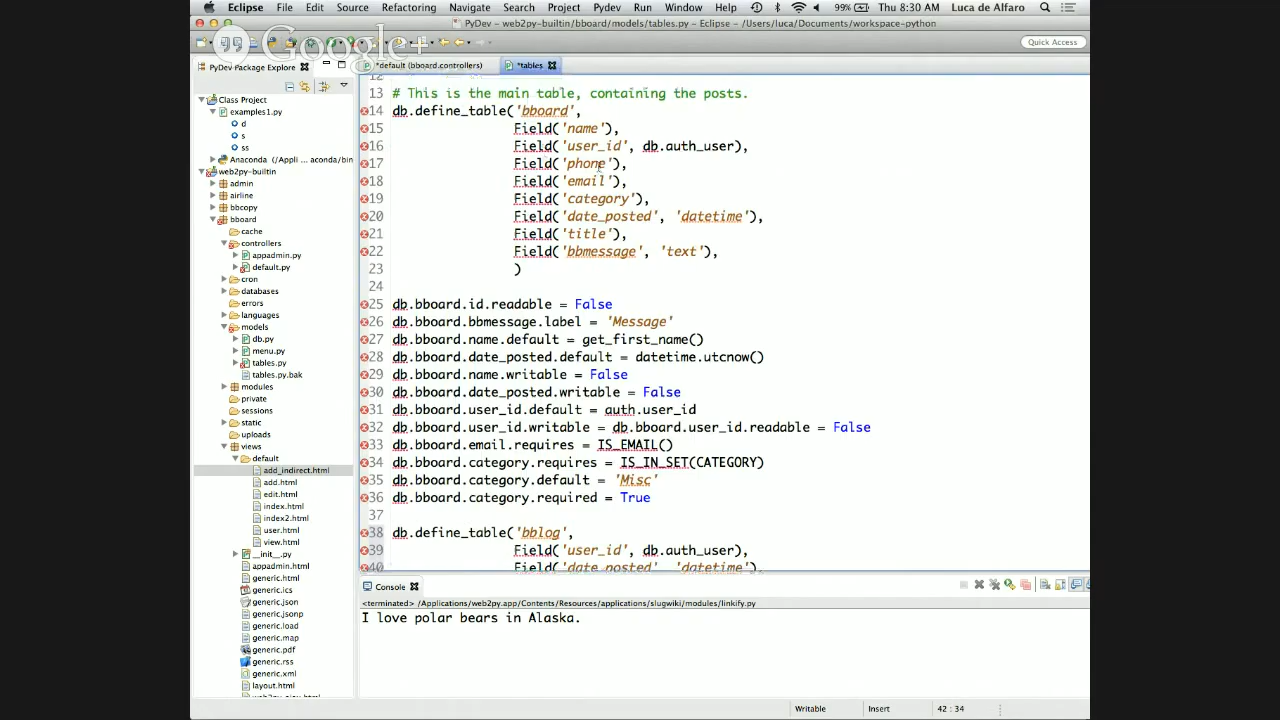 Eclipse File Edit Source Refactoring Navigate Search Project Pydev Run Window Help 99% Thu 8:30 AM Luca de Alfaro
PyDev - web2py-builtin/bboard/models/tables.py - Eclipse - /Users/luca/Documents/workspace-python
Google+
Quick Access
PyDev Package Explorer
*default (bboard.controllers)
*tables
Class Project
examples1.py
d
s
ss
Anaconda (/Appli ... aconda/bin
web2py-builtin
admin
airline
bbcopy
bboard
cache
controllers
appadmin.py
default.py
cron
databases
errors
languages
models
db.py
menu.py
tables.py
tables.py.bak
modules
private
sessions
static
uploads
views
default
add_indirect.html
add.html
edit.html
index.html
index2.html
user.html
view.html
__init__.py
appadmin.html
generic.html
generic.ics
generic.json
generic.jsonp
generic.load
generic.map
generic.pdf
generic.rss
generic.xml
layout.html
12
13 # This is the main table, containing the posts.
14 db.define_table('bboard',
15 Field('name'),
16 Field('user_id', db.auth_user),
17 Field('phone'),
18 Field('email'),
19 Field('category'),
20 Field('date_posted', 'datetime'),
21 Field('title'),
22 Field('bbmessage', 'text'),
23 )
24
25 db.bboard.id.readable = False
26 db.bboard.bbmessage.label = 'Message'
27 db.bboard.name.default = get_first_name()
28 db.bboard.date_posted.default = datetime.utcnow()
29 db.bboard.name.writable = False
30 db.bboard.date_posted.writable = False
31 db.bboard.user_id.default = auth.user_id
32 db.bboard.user_id.writable = db.bboard.user_id.readable = False
33 db.bboard.email.requires = IS_EMAIL()
34 db.bboard.category.requires = IS_IN_SET(CATEGORY)
35 db.bboard.category.default = 'Misc'
36 db.bboard.category.required = True
37
38 db.define_table('bblog',
39 Field('user_id', db.auth_user),
40 Field('date_posted', 'datetime'),
Console
<terminated> /Applications/web2py.app/Contents/Resources/applications/slugwiki/modules/linkify.py
I love polar bears in Alaska.
Writable Insert 42 : 34